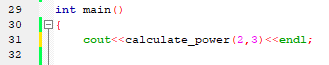 29 int main()
30 {
31 cout<<calculate_power(2,3)<<endl;
32